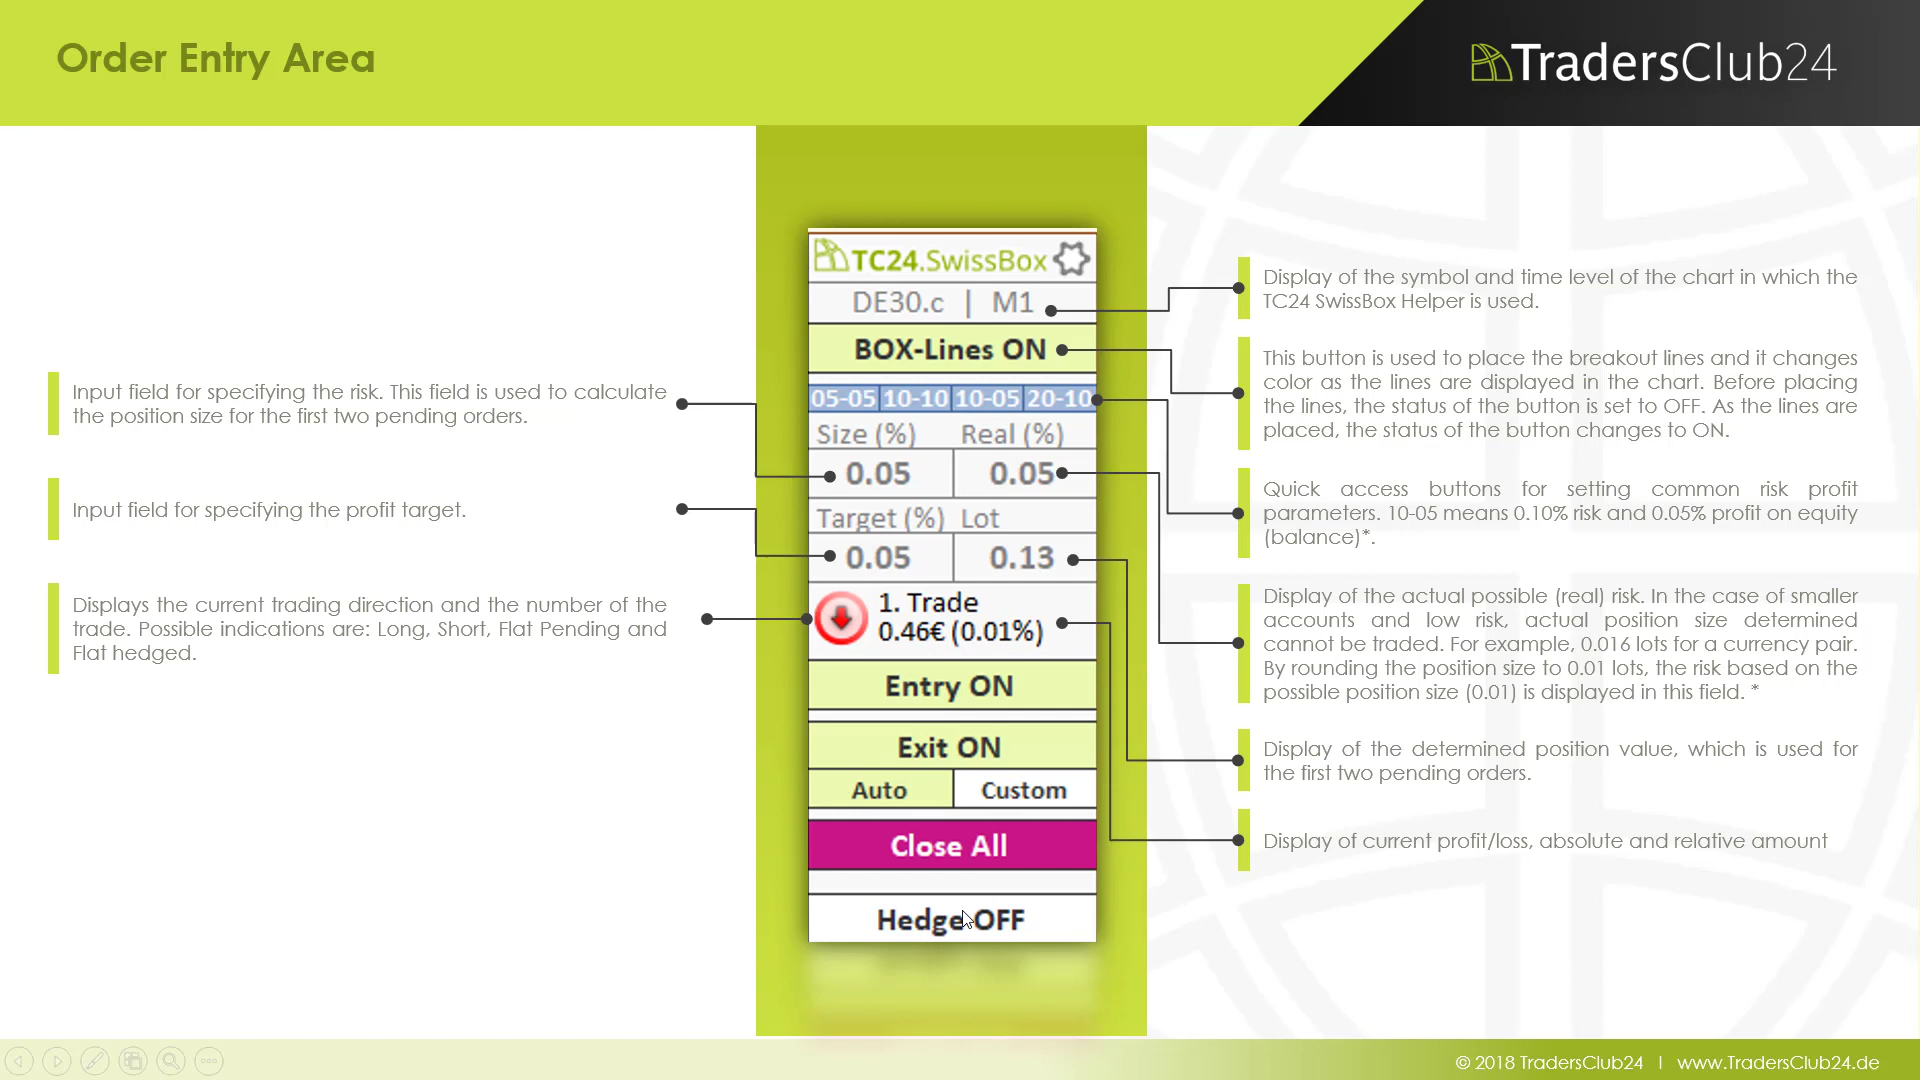 Order Entry Area
TradersClub24
Input field for specifying the risk. This field is used to calculate
the position size for the first two pending orders.
Input field for specifying the profit target.
Displays the current trading direction and the number of the
trade. Possible indications are: Long, Short, Flat Pending and
Flat hedged.
TC24.SwissBox
DE30.c | M1
BOX-Lines ON
05-05 10-10 10-05 20-10
Size (%) Real (%)
0.05 0.05
Target (%) Lot
0.05 0.13
1. Trade
0.46€ (0.01%)
Entry ON
Exit ON
Auto Custom
Close All
Hedge OFF
Display of the symbol and time level of the chart in which the
TC24 SwissBox Helper is used.
This button is used to place the breakout lines and it changes
color as the lines are displayed in the chart. Before placing
the lines, the status of the button is set to OFF. As the lines are
placed, the status of the button changes to ON.
Quick access buttons for setting common risk profit
parameters. 10-05 means 0.10% risk and 0.05% profit on equity
(balance)*.
Display of the actual possible (real) risk. In the case of smaller
accounts and low risk, actual position size determined
cannot be traded. For example, 0.016 lots for a currency pair.
By rounding the position size to 0.01 lots, the risk based on the
possible position size (0.01) is displayed in this field. *
Display of the determined position value, which is used for
the first two pending orders.
Display of current profit/loss, absolute and relative amount
© 2018 TradersClub24 | www.TradersClub24.de